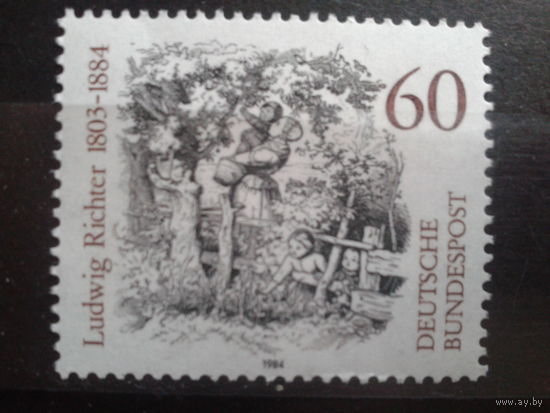 Ludwig Richter 1803-1884
60
DEUTSCHE
BUNDESPOST
1984
www.ay.by